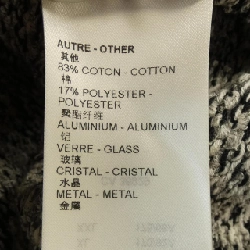 AUTRE - OTHER
其他
83% COTON - COTTON
棉
17% POLYESTER -
POLYESTER
聚酯纤维
ALUMINIUM - ALUMINIUM
铝
VERRE - GLASS
玻璃
CRISTAL - CRISTAL
水晶
METAL - METAL
金属